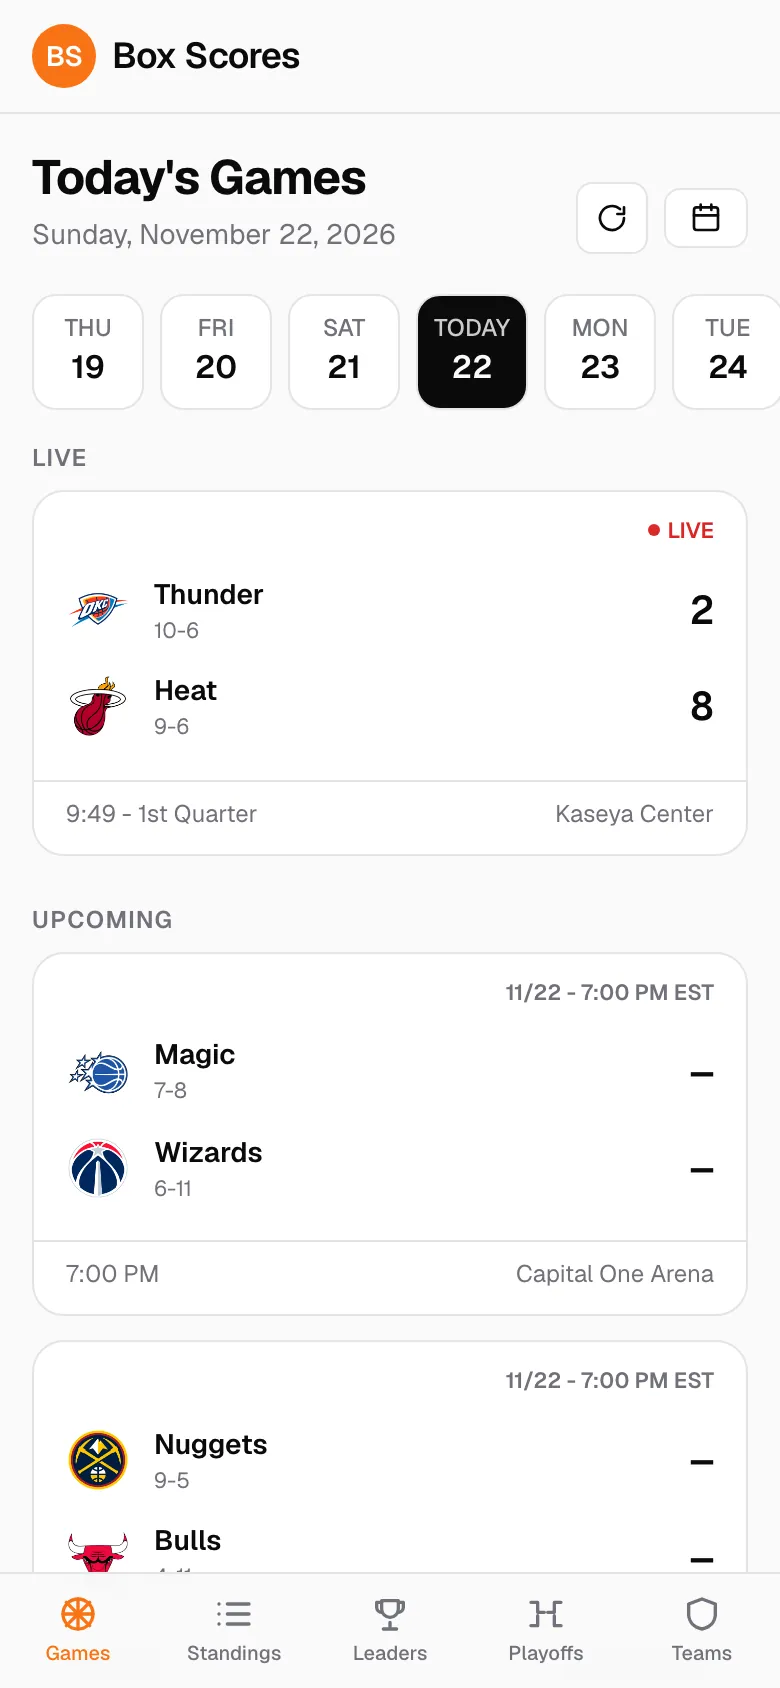 BS Box Scores
Today's Games
Sunday, November 22, 2026
THU FRI SAT TODAY MON TUE
19 20 21 22 23 24
LIVE
LIVE
OKC
Thunder
10-6
2
Heat
9-6
8
9:49 - 1st Quarter Kaseya Center
UPCOMING
11/22 - 7:00 PM EST
Magic
7-8
–
Wizards
6-11
–
7:00 PM Capital One Arena
11/22 - 7:00 PM EST
Nuggets
9-5
–
Bulls
–
Games Standings Leaders Playoffs Teams